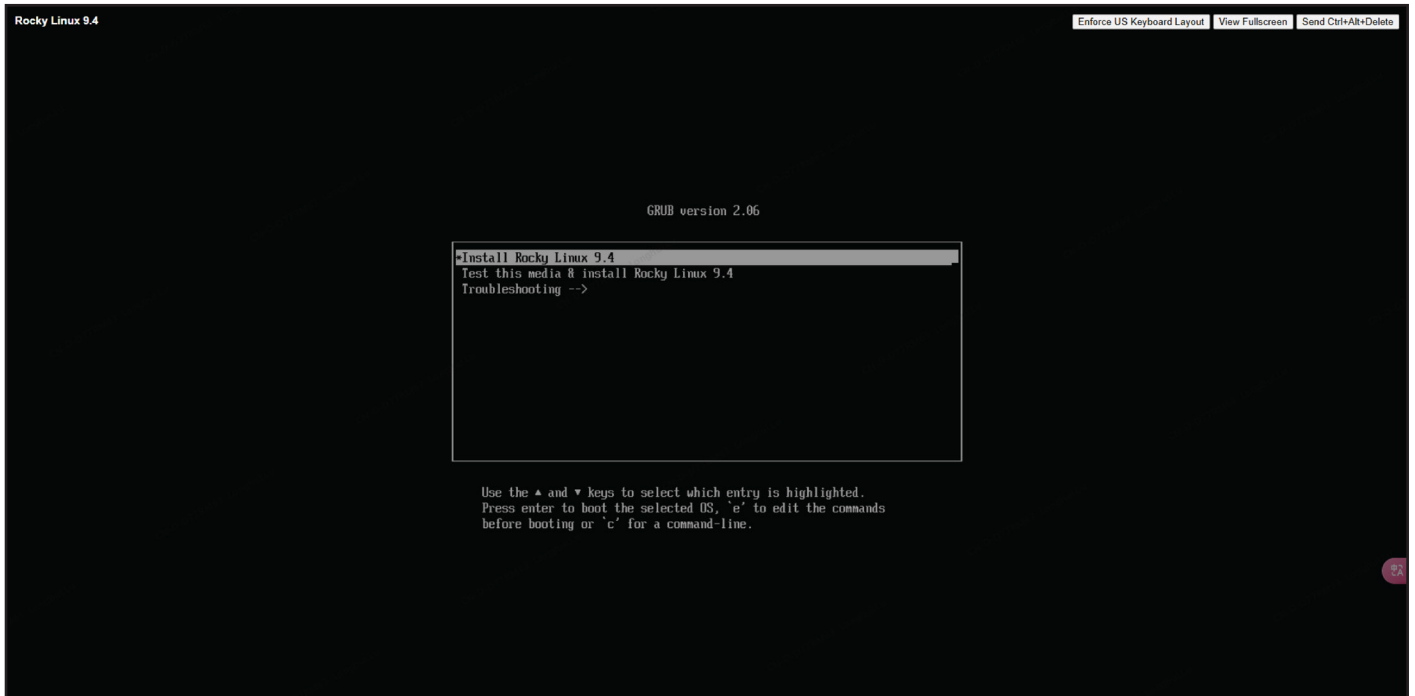 Rocky Linux 9.4
Enforce US Keyboard Layout View Fullscreen Send Ctrl+Alt+Delete
GRUB version 2.06
*Install Rocky Linux 9.4
Test this media & install Rocky Linux 9.4
Troubleshooting -->
Use the ▲ and ▼ keys to select which entry is highlighted.
Press enter to boot the selected OS, `e' to edit the commands
before booting or `c' for a command-line.